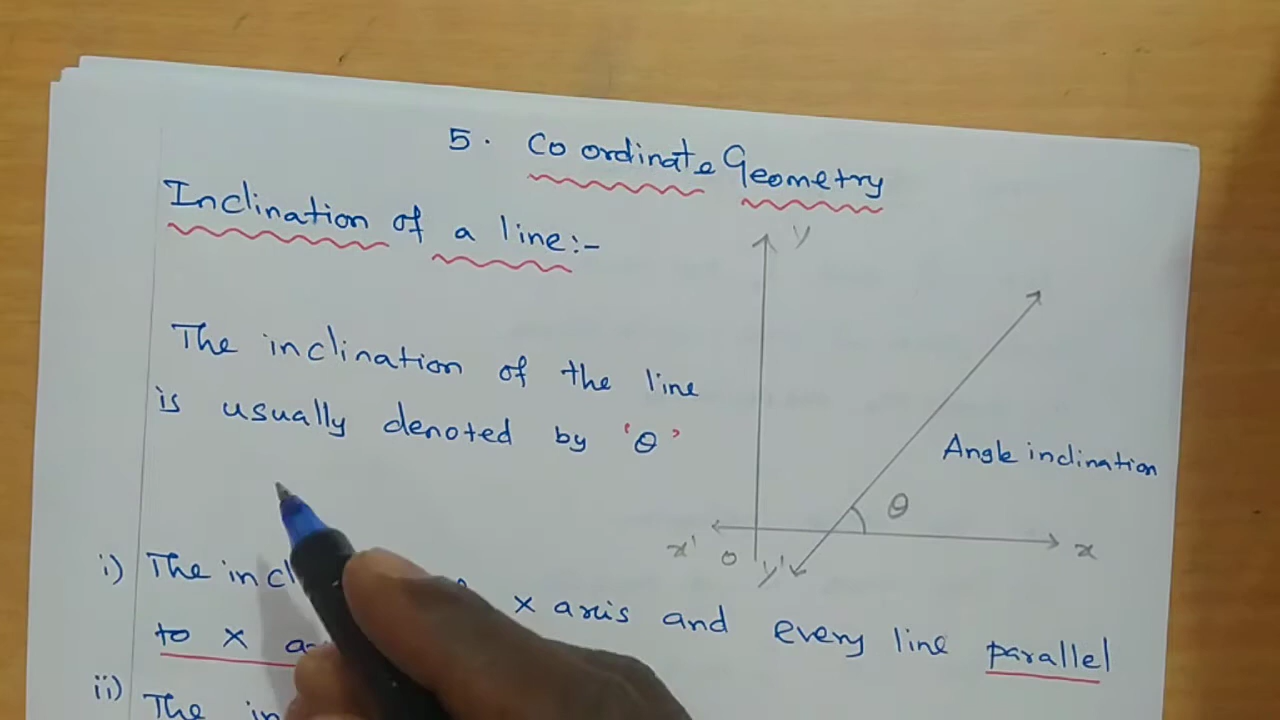 5. Co ordinate Geometry
Inclination of a line:-
The inclination of the line
is usually denoted by 'θ'
y
Angle inclination
θ
x' o y' x
i) The incl x axis and every line parallel
to x a
ii) The in